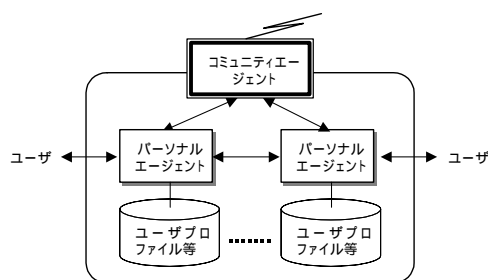 コミュニティエー
ジェント
パーソナル
エージェント
パーソナル
エージェント
ユーザ
ユーザ
ユーザプロ
ファイル等
ユーザプロ
ファイル等